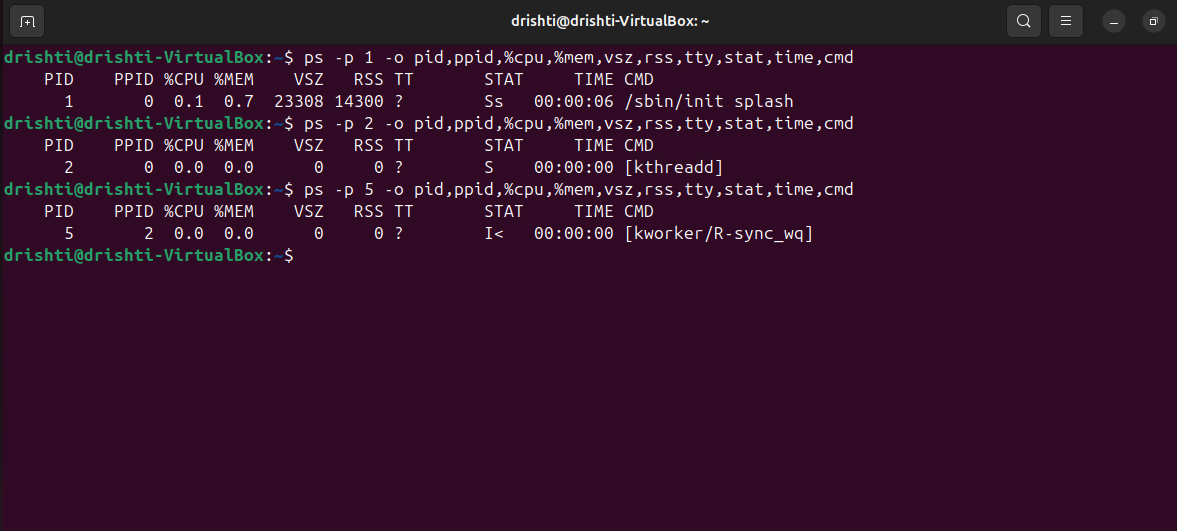 drishti@drishti-VirtualBox: ~
drishti@drishti-VirtualBox:~$ ps -p 1 -o pid,ppid,%cpu,%mem,vsz,rss,tty,stat,time,cmd
    PID    PPID %CPU %MEM    VSZ   RSS TT       STAT     TIME CMD
      1       0  0.1  0.7  23308 14300 ?        Ss   00:00:06 /sbin/init splash
drishti@drishti-VirtualBox:~$ ps -p 2 -o pid,ppid,%cpu,%mem,vsz,rss,tty,stat,time,cmd
    PID    PPID %CPU %MEM    VSZ   RSS TT       STAT     TIME CMD
      2       0  0.0  0.0      0     0 ?        S    00:00:00 [kthreadd]
drishti@drishti-VirtualBox:~$ ps -p 5 -o pid,ppid,%cpu,%mem,vsz,rss,tty,stat,time,cmd
    PID    PPID %CPU %MEM    VSZ   RSS TT       STAT     TIME CMD
      5       2  0.0  0.0      0     0 ?        I<   00:00:00 [kworker/R-sync_wq]
drishti@drishti-VirtualBox:~$